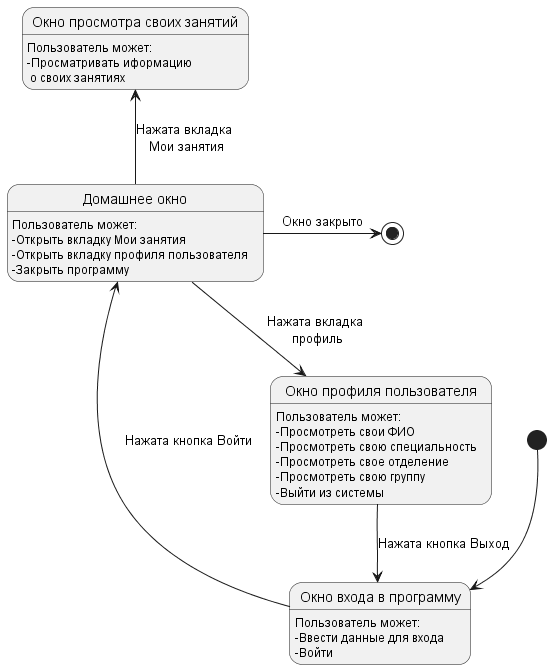 Окно просмотра своих занятий
Пользователь может:
-Просматривать иформацию
о своих занятиях
Нажата вкладка
Мои занятия
Домашнее окно
Пользователь может:
-Открыть вкладку Мои занятия
-Открыть вкладку профиля пользователя
-Закрыть программу
Окно закрыто
Нажата вкладка
профиль
Окно профиля пользователя
Пользователь может:
-Просмотреть свои ФИО
-Просмотреть свою специальность
-Просмотреть свое отделение
-Просмотреть свою группу
-Выйти из системы
Нажата кнопка Войти
Нажата кнопка Выход
Окно входа в программу
Пользователь может:
-Ввести данные для входа
-Войти